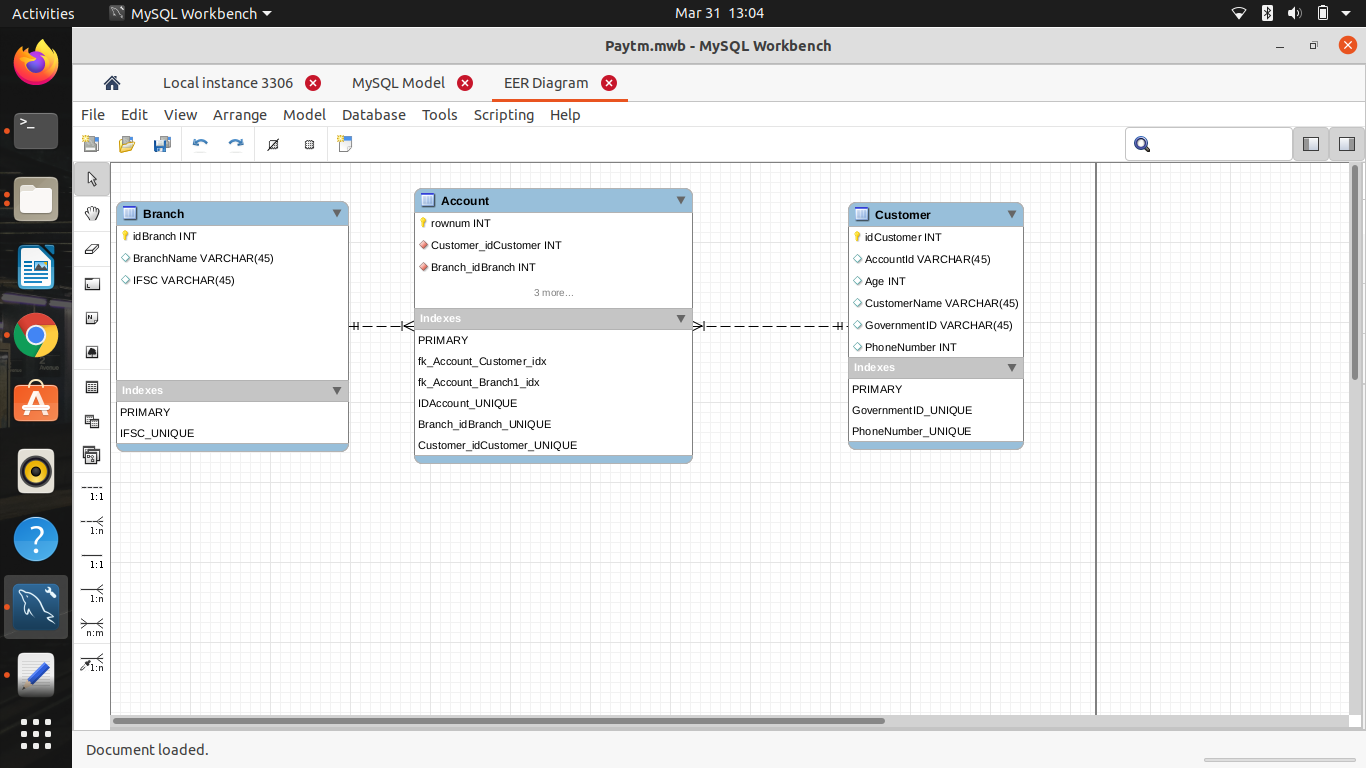 Activities MySQL Workbench Mar 31 13:04
Paytm.mwb - MySQL Workbench
Local instance 3306 MySQL Model EER Diagram
File Edit View Arrange Model Database Tools Scripting Help
Branch
idBranch INT
BranchName VARCHAR(45)
IFSC VARCHAR(45)
Indexes
PRIMARY
IFSC_UNIQUE
Account
rownum INT
Customer_idCustomer INT
Branch_idBranch INT
3 more...
Indexes
PRIMARY
fk_Account_Customer_idx
fk_Account_Branch1_idx
IDAccount_UNIQUE
Branch_idBranch_UNIQUE
Customer_idCustomer_UNIQUE
Customer
idCustomer INT
AccountId VARCHAR(45)
Age INT
CustomerName VARCHAR(45)
GovernmentID VARCHAR(45)
PhoneNumber INT
Indexes
PRIMARY
GovernmentID_UNIQUE
PhoneNumber_UNIQUE
1:1
1:n
1:1
1:n
n:m
1:n
Document loaded.